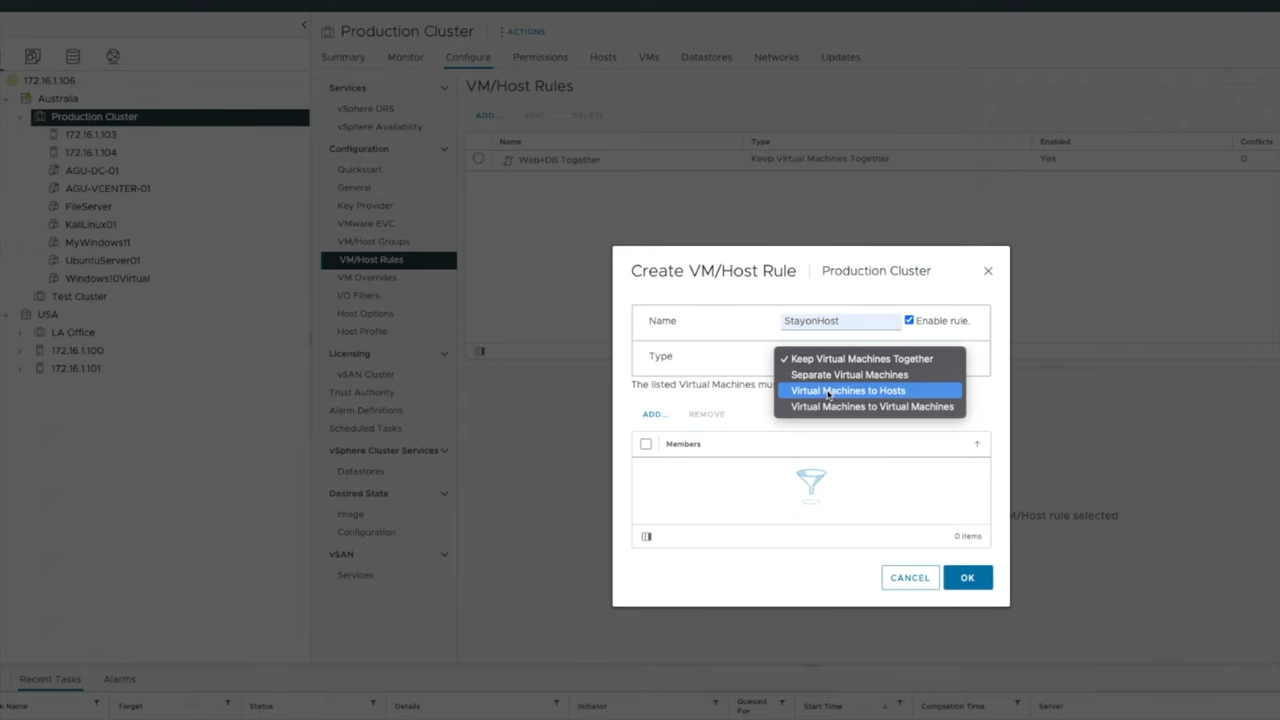 Production Cluster
ACTIONS
Summary Monitor Configure Permissions Hosts VMs Datastores Networks Updates
172.16.1.106
Australia
Production Cluster
172.16.1.103
172.16.1.104
AGU-DC-01
AGU-VCENTER-01
FileServer
KaliLinux01
MyWindows11
UbuntuServer01
Windows10Virtual
Test Cluster
USA
LA Office
172.16.1.100
172.16.1.101
Services
vSphere DRS
vSphere Availability
Configuration
Quickstart
General
Key Provider
VMware EVC
VM/Host Groups
VM/Host Rules
VM Overrides
I/O Filters
Host Options
Host Profile
Licensing
vSAN Cluster
Trust Authority
Alarm Definitions
Scheduled Tasks
vSphere Cluster Services
Datastores
Desired State
Image
Configuration
vSAN
Services
VM/Host Rules
ADD... EDIT... DELETE
Name Type Enabled Conflicts
Web+DB Together Keep Virtual Machines Together Yes 0
M/Host rule selected
Create VM/Host Rule Production Cluster
Name StayonHost Enable rule.
Type
Keep Virtual Machines Together
Separate Virtual Machines
Virtual Machines to Hosts
Virtual Machines to Virtual Machines
The listed Virtual Machines mu
ADD... REMOVE
Members
0 items
CANCEL OK
Recent Tasks Alarms
k Name Target Status Details Initiator Queued For Start Time Completion Time Server